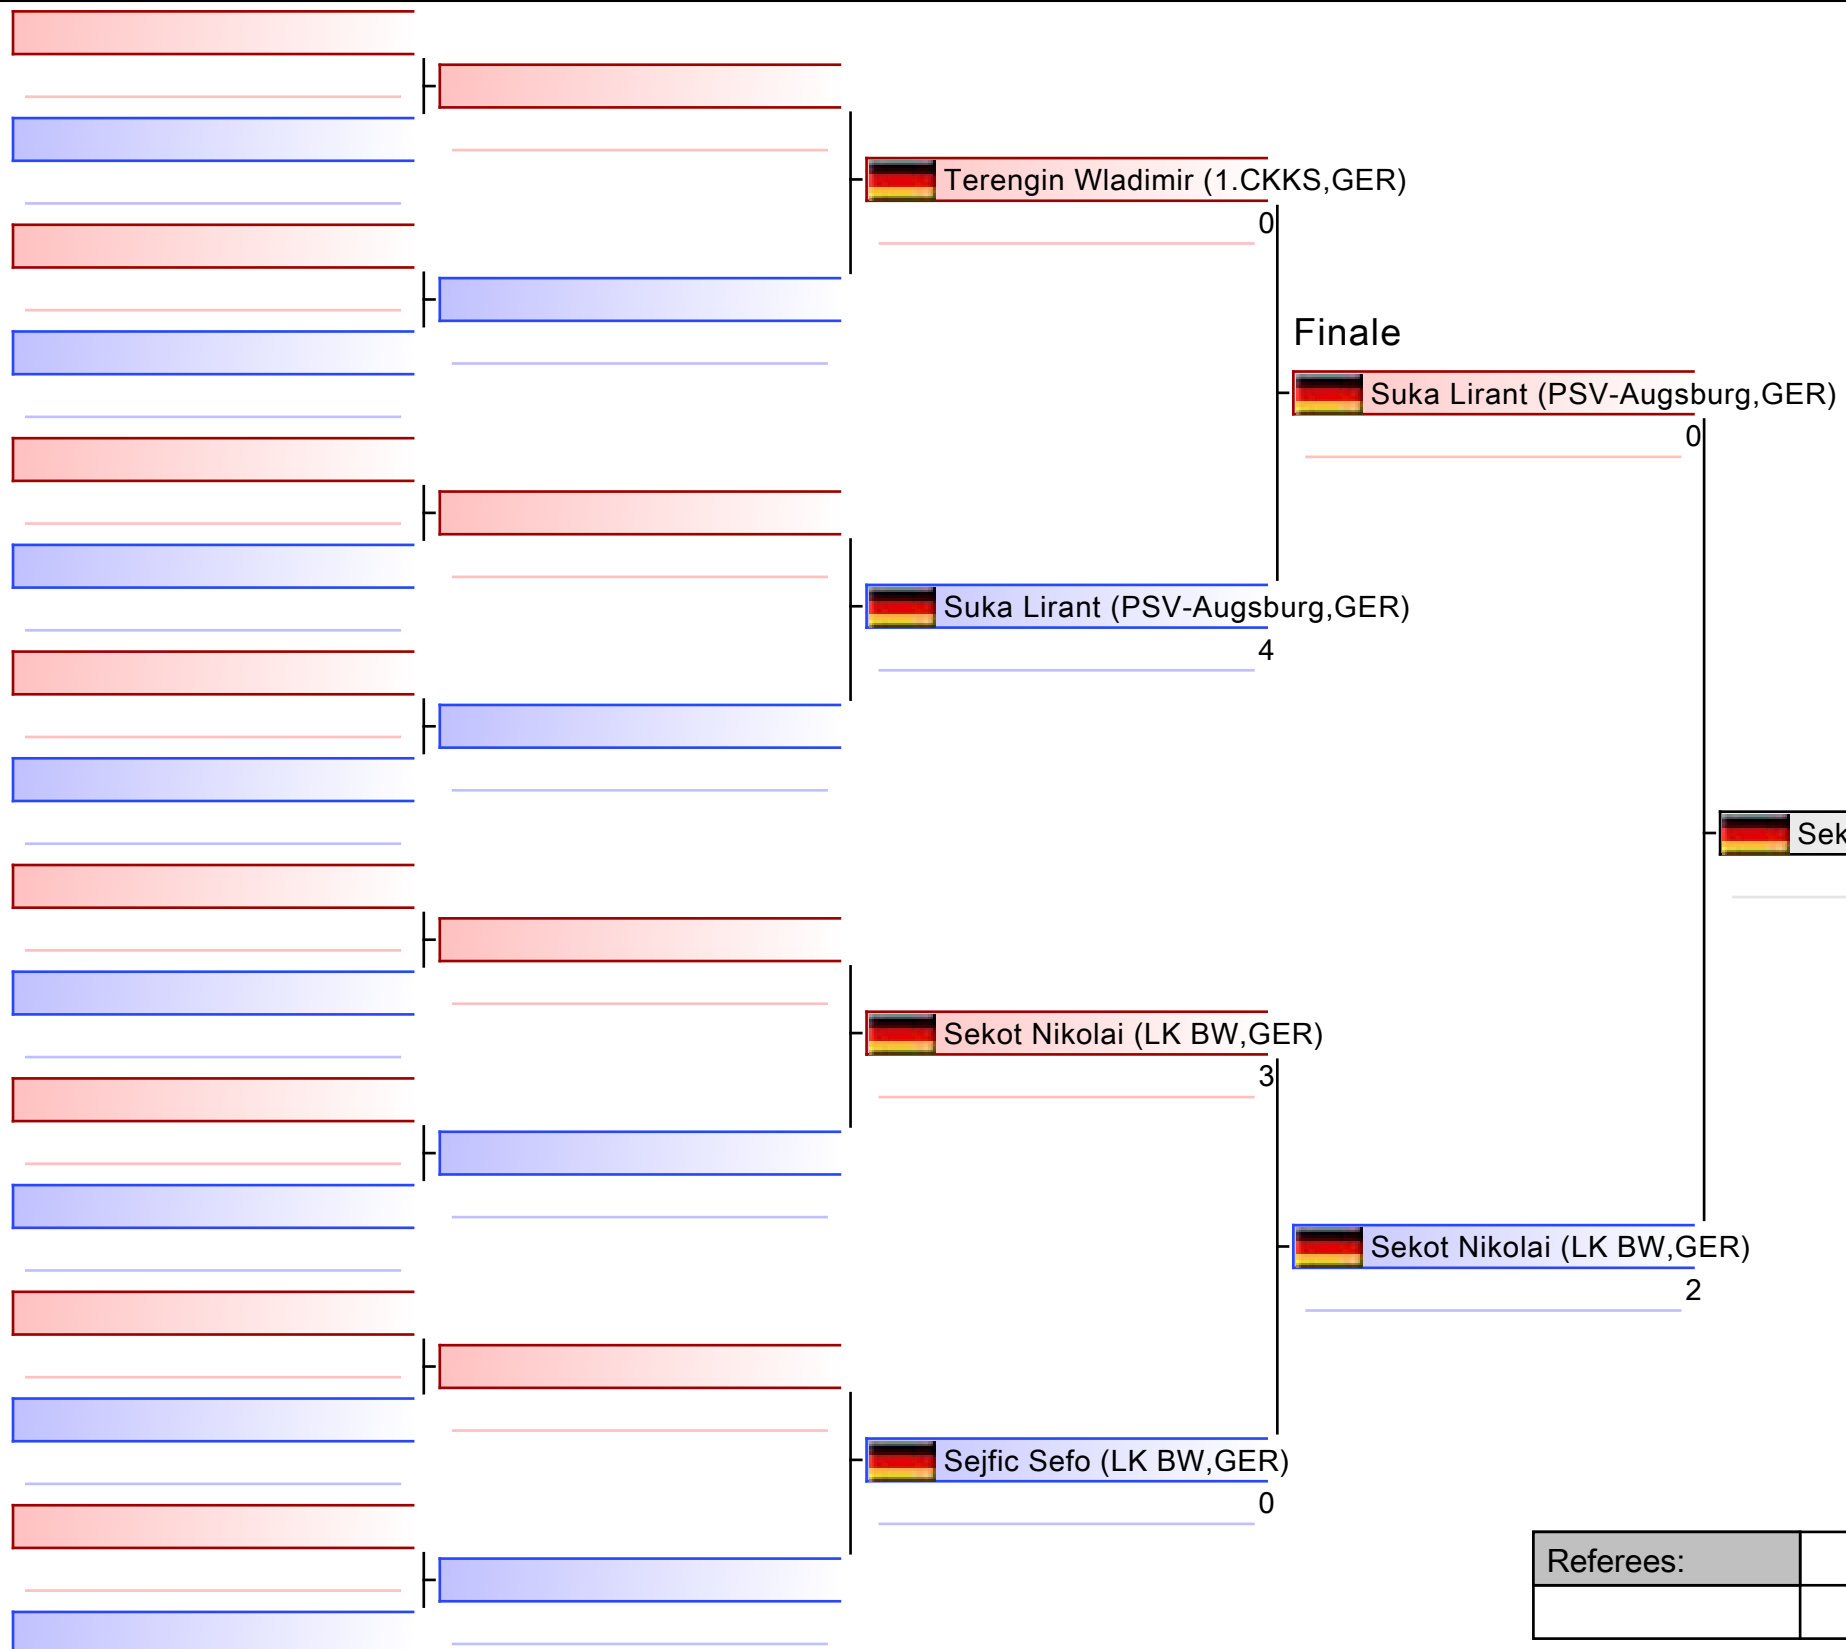 Terengin Wladimir (1.CKKS,GER)
0
Finale
Suka Lirant (PSV-Augsburg,GER)
0
Suka Lirant (PSV-Augsburg,GER)
4
Sek
Sekot Nikolai (LK BW,GER)
3
Sekot Nikolai (LK BW,GER)
2
Sejfic Sefo (LK BW,GER)
0
Referees: